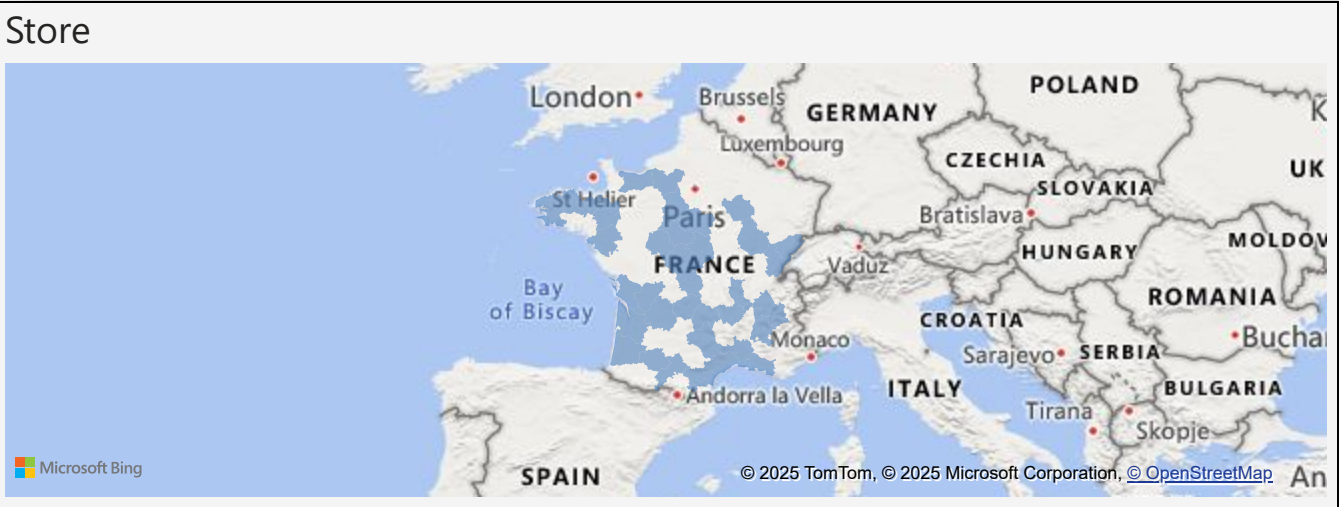 Store
London
Brussels
GERMANY
POLAND
K
Luxembourg
CZECHIA
UK
SLOVAKIA
St Helier
Paris
Bratislava
HUNGARY
MOLDOV
FRANCE
Vaduz
Bay
of Biscay
ROMANIA
CROATIA
Monaco
Sarajevo
SERBIA
Bucha
ITALY
BULGARIA
Andorra la Vella
Tirana
Skopje
Microsoft Bing
SPAIN
© 2025 TomTom, © 2025 Microsoft Corporation, © OpenStreetMap
An